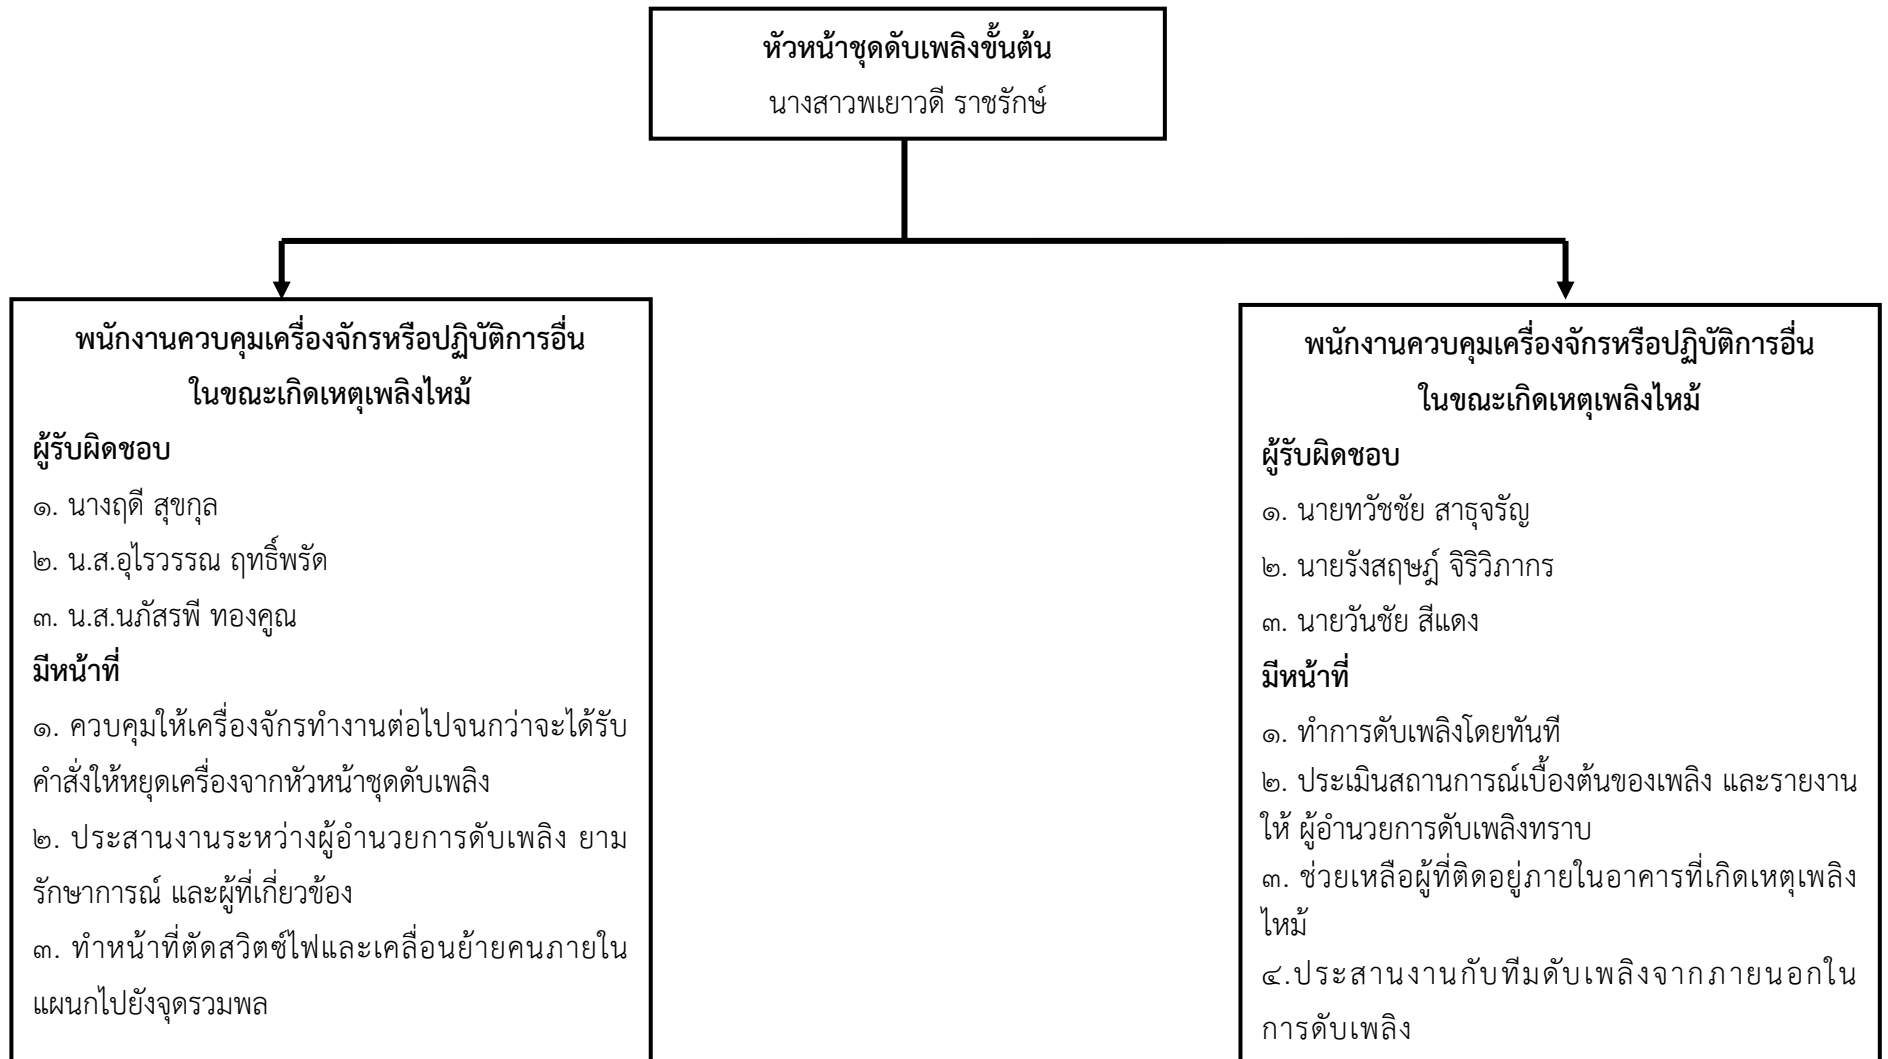 หัวหน้าชุดดับเพลิงขั้นต้น
นางสาวพเยาวดี ราชรักษ์
พนักงานควบคุมเครื่องจักรหรือปฏิบัติการอื่น
ในขณะเกิดเหตุเพลิงไหม้
ผู้รับผิดชอบ
๑. นางฤดี สุขกุล
๒. น.ส.อุไรวรรณ ฤทธิ์พรัด
๓. น.ส.นภัสรพี ทองคูณ
มีหน้าที่
๑. ควบคุมให้เครื่องจักรทำงานต่อไปจนกว่าจะได้รับ
คำสั่งให้หยุดเครื่องจากหัวหน้าชุดดับเพลิง
๒. ประสานงานระหว่างผู้อำนวยการดับเพลิง ยาม
รักษาการณ์ และผู้ที่เกี่ยวข้อง
๓. ทำหน้าที่ตัดสวิตซ์ไฟและเคลื่อนย้ายคนภายใน
แผนกไปยังจุดรวมพล
พนักงานควบคุมเครื่องจักรหรือปฏิบัติการอื่น
ในขณะเกิดเหตุเพลิงไหม้
ผู้รับผิดชอบ
๑. นายทวัชชัย สาธุจรัญ
๒. นายรังสฤษฎ์ จิริวิภากร
๓. นายวันชัย สีแดง
มีหน้าที่
๑. ทำการดับเพลิงโดยทันที
๒. ประเมินสถานการณ์เบื้องต้นของเพลิง และรายงาน
ให้ ผู้อำนวยการดับเพลิงทราบ
๓. ช่วยเหลือผู้ที่ติดอยู่ภายในอาคารที่เกิดเหตุเพลิง
ไหม้
๔.ประสานงานกับทีมดับเพลิงจากภายนอกใน
การดับเพลิง